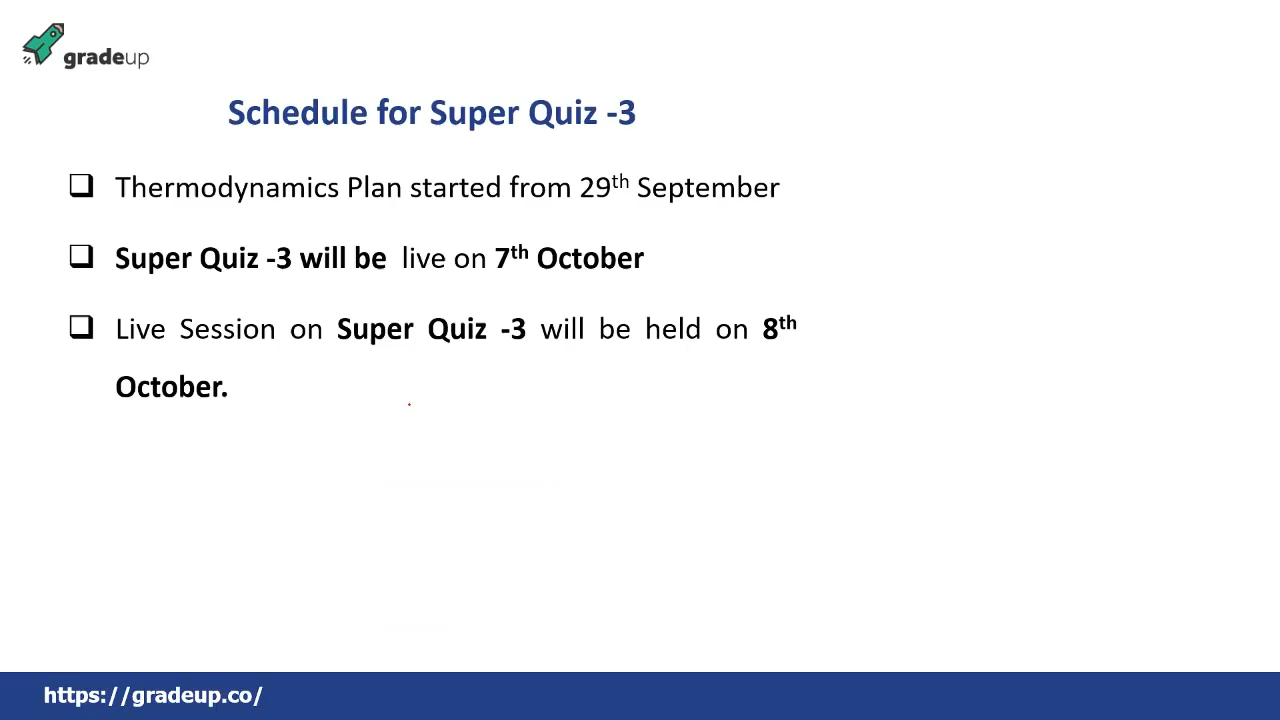 gradeup
Schedule for Super Quiz -3
Thermodynamics Plan started from 29th September
Super Quiz -3 will be live on 7th October
Live Session on Super Quiz -3 will be held on 8th
October.
https://gradeup.co/